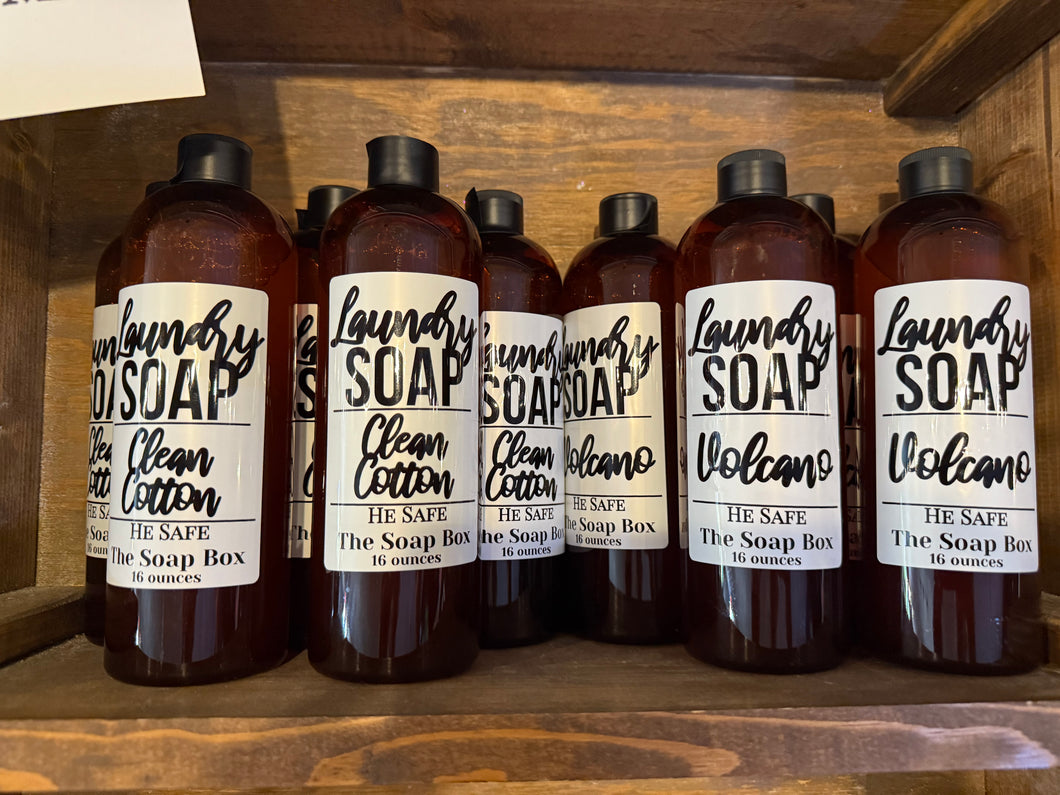 Laundry
SOAP
Clean
Cotton
HE SAFE
The Soap Box
16 ounces
Laundry
SOAP
Clean
Cotton
HE SAFE
The Soap Box
16 ounces
Laundry
SOAP
Clean
Cotton
HE SAFE
The Soap Box
16 ounces
Laundry
SOAP
Volcano
HE SAFE
The Soap Box
16 ounces
Laundry
SOAP
Volcano
HE SAFE
The Soap Box
16 ounces
Laundry
SOAP
Volcano
HE SAFE
The Soap Box
16 ounces